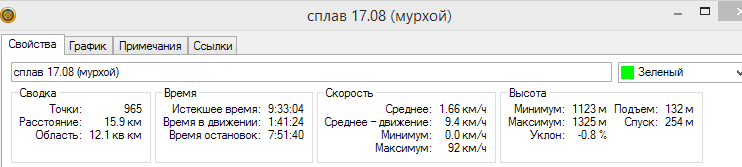 сплав 17.08 (мурхой)
Свойства График Примечания Ссылки
сплав 17.08 (мурхой) Зеленый
Сводка
Точки: 965
Расстояние: 15.9 км
Область: 12.1 кв км
Время
Истекшее время: 9:33:04
Время в движении: 1:41:24
Время остановок: 7:51:40
Скорость
Среднее: 1.66 км/ч
Среднее - движение: 9.4 км/ч
Минимум: 0.0 км/ч
Максимум: 92 км/ч
Высота
Минимум: 1123 м Подъем: 132 м
Максимум: 1325 м Спуск: 254 м
Уклон: -0.8 %